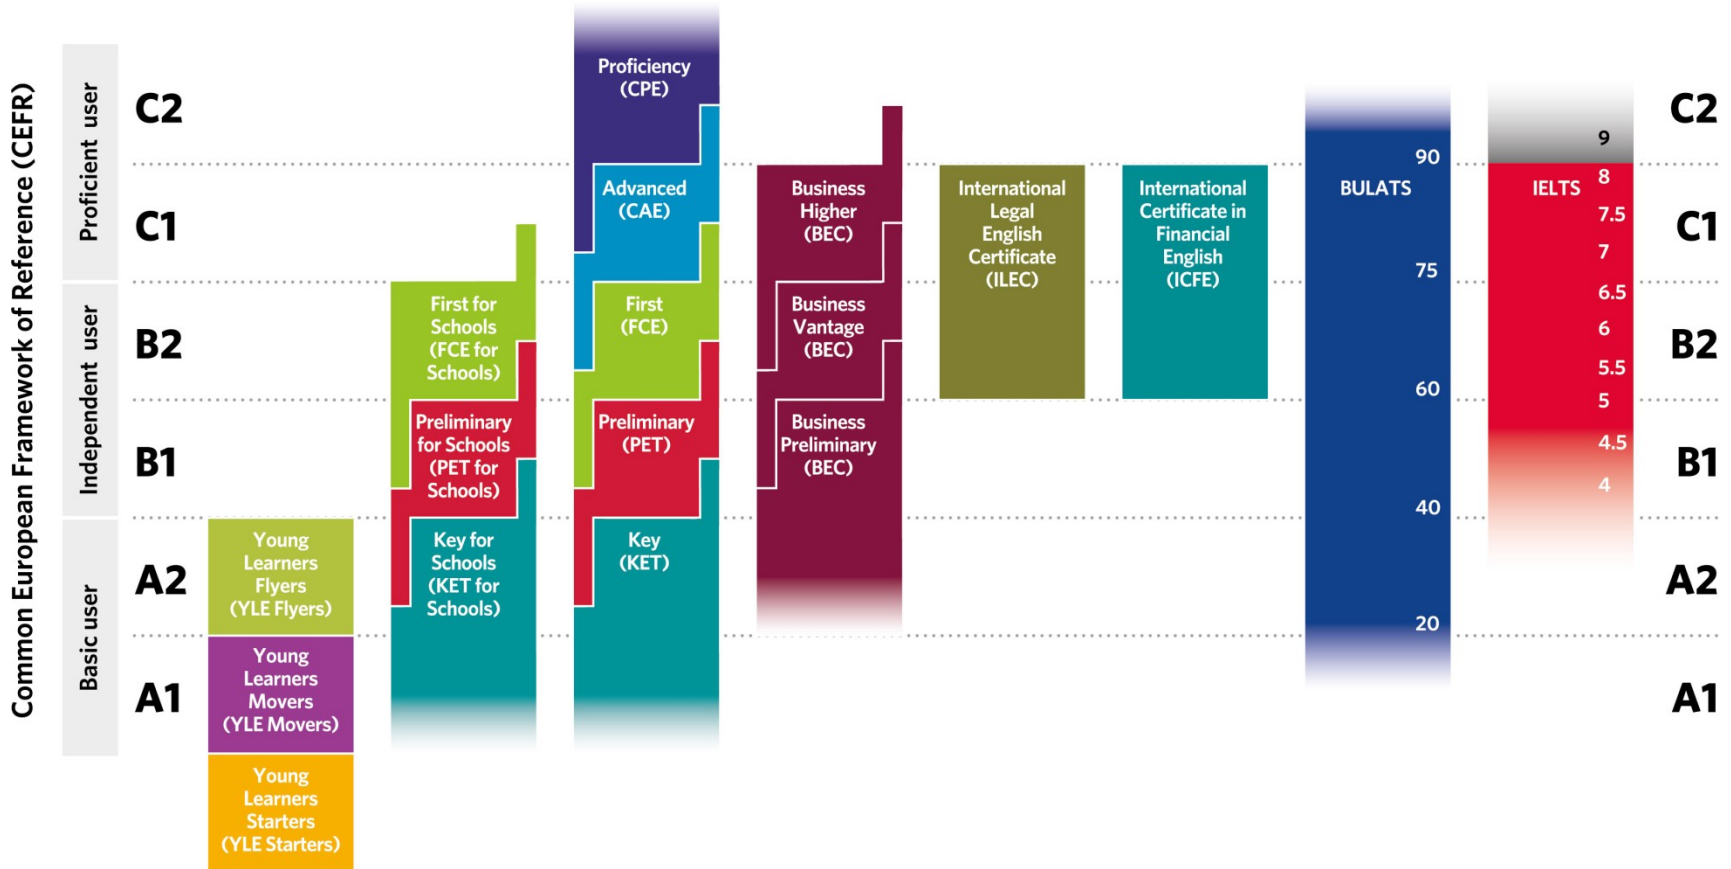 Common European Framework of Reference (CEFR)
Proficient user
Independent user
Basic user
C2
C1
B2
B1
A2
A1
Young
Learners
Flyers
(YLE Flyers)
Young
Learners
Movers
(YLE Movers)
Young
Learners
Starters
(YLE Starters)
First for
Schools
(FCE for
Schools)
Preliminary
for Schools
(PET for
Schools)
Key for
Schools
(KET for
Schools)
Proficiency
(CPE)
Advanced
(CAE)
First
(FCE)
Preliminary
(PET)
Key
(KET)
Business
Higher
(BEC)
Business
Vantage
(BEC)
Business
Preliminary
(BEC)
International
Legal
English
Certificate
(ILEC)
International
Certificate in
Financial
English
(ICFE)
BULATS
90
75
60
40
20
IELTS
9
8
7.5
7
6.5
6
5.5
5
4.5
4
C2
C1
B2
B1
A2
A1